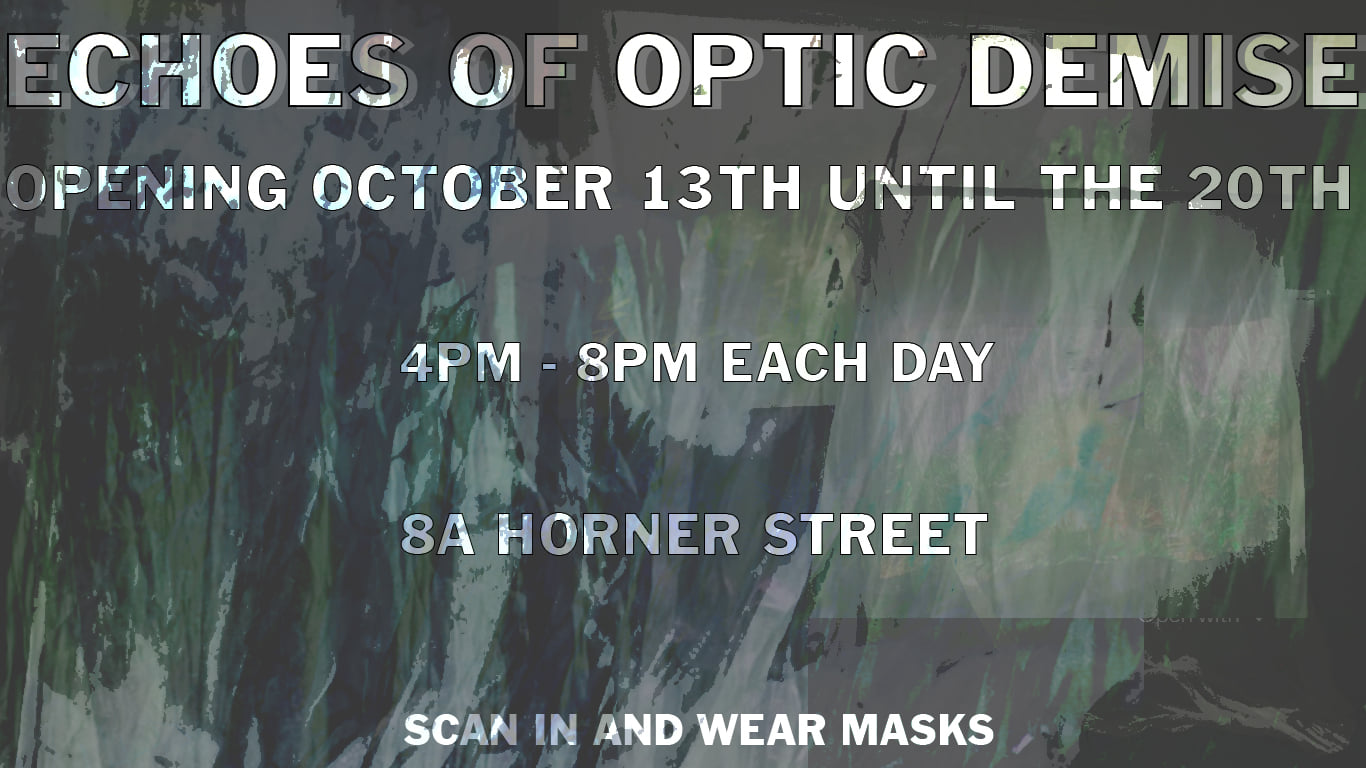 ECHOES OF OPTIC DEMISE
OPENING OCTOBER 13TH UNTIL THE 20TH
4PM - 8PM EACH DAY
8A HORNER STREET
Open with
SCAN IN AND WEAR MASKS